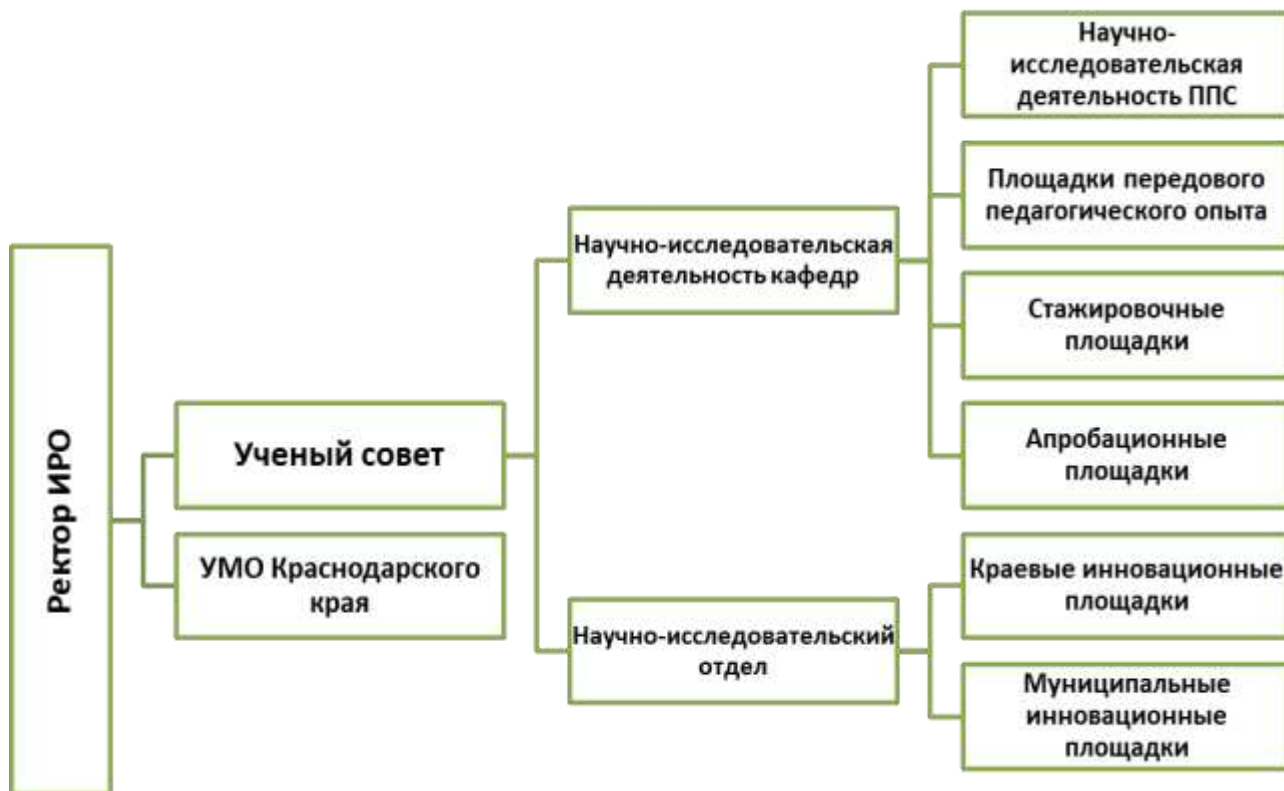 Ректор ИРО
Ученый совет
УМО Краснодарского
края
Научно-исследовательская
деятельность кафедр
Научно-исследовательский
отдел
Научно-
исследовательская
деятельность ППС
Площадки передового
педагогического опыта
Стажировочные
площадки
Апробационные
площадки
Краевые инновационные
площадки
Муниципальные
инновационные
площадки